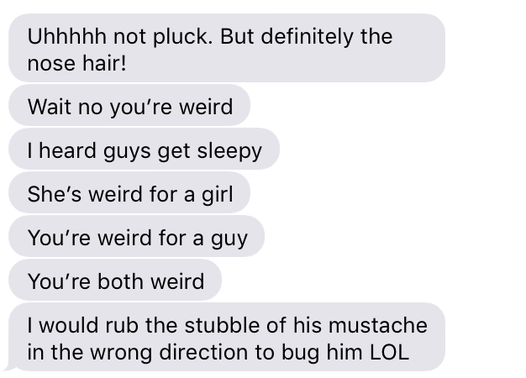 Uhhhhh not pluck. But definitely the
nose hair!
Wait no you’re weird
I heard guys get sleepy
She’s weird for a girl
You’re weird for a guy
You’re both weird
I would rub the stubble of his mustache
in the wrong direction to bug him LOL